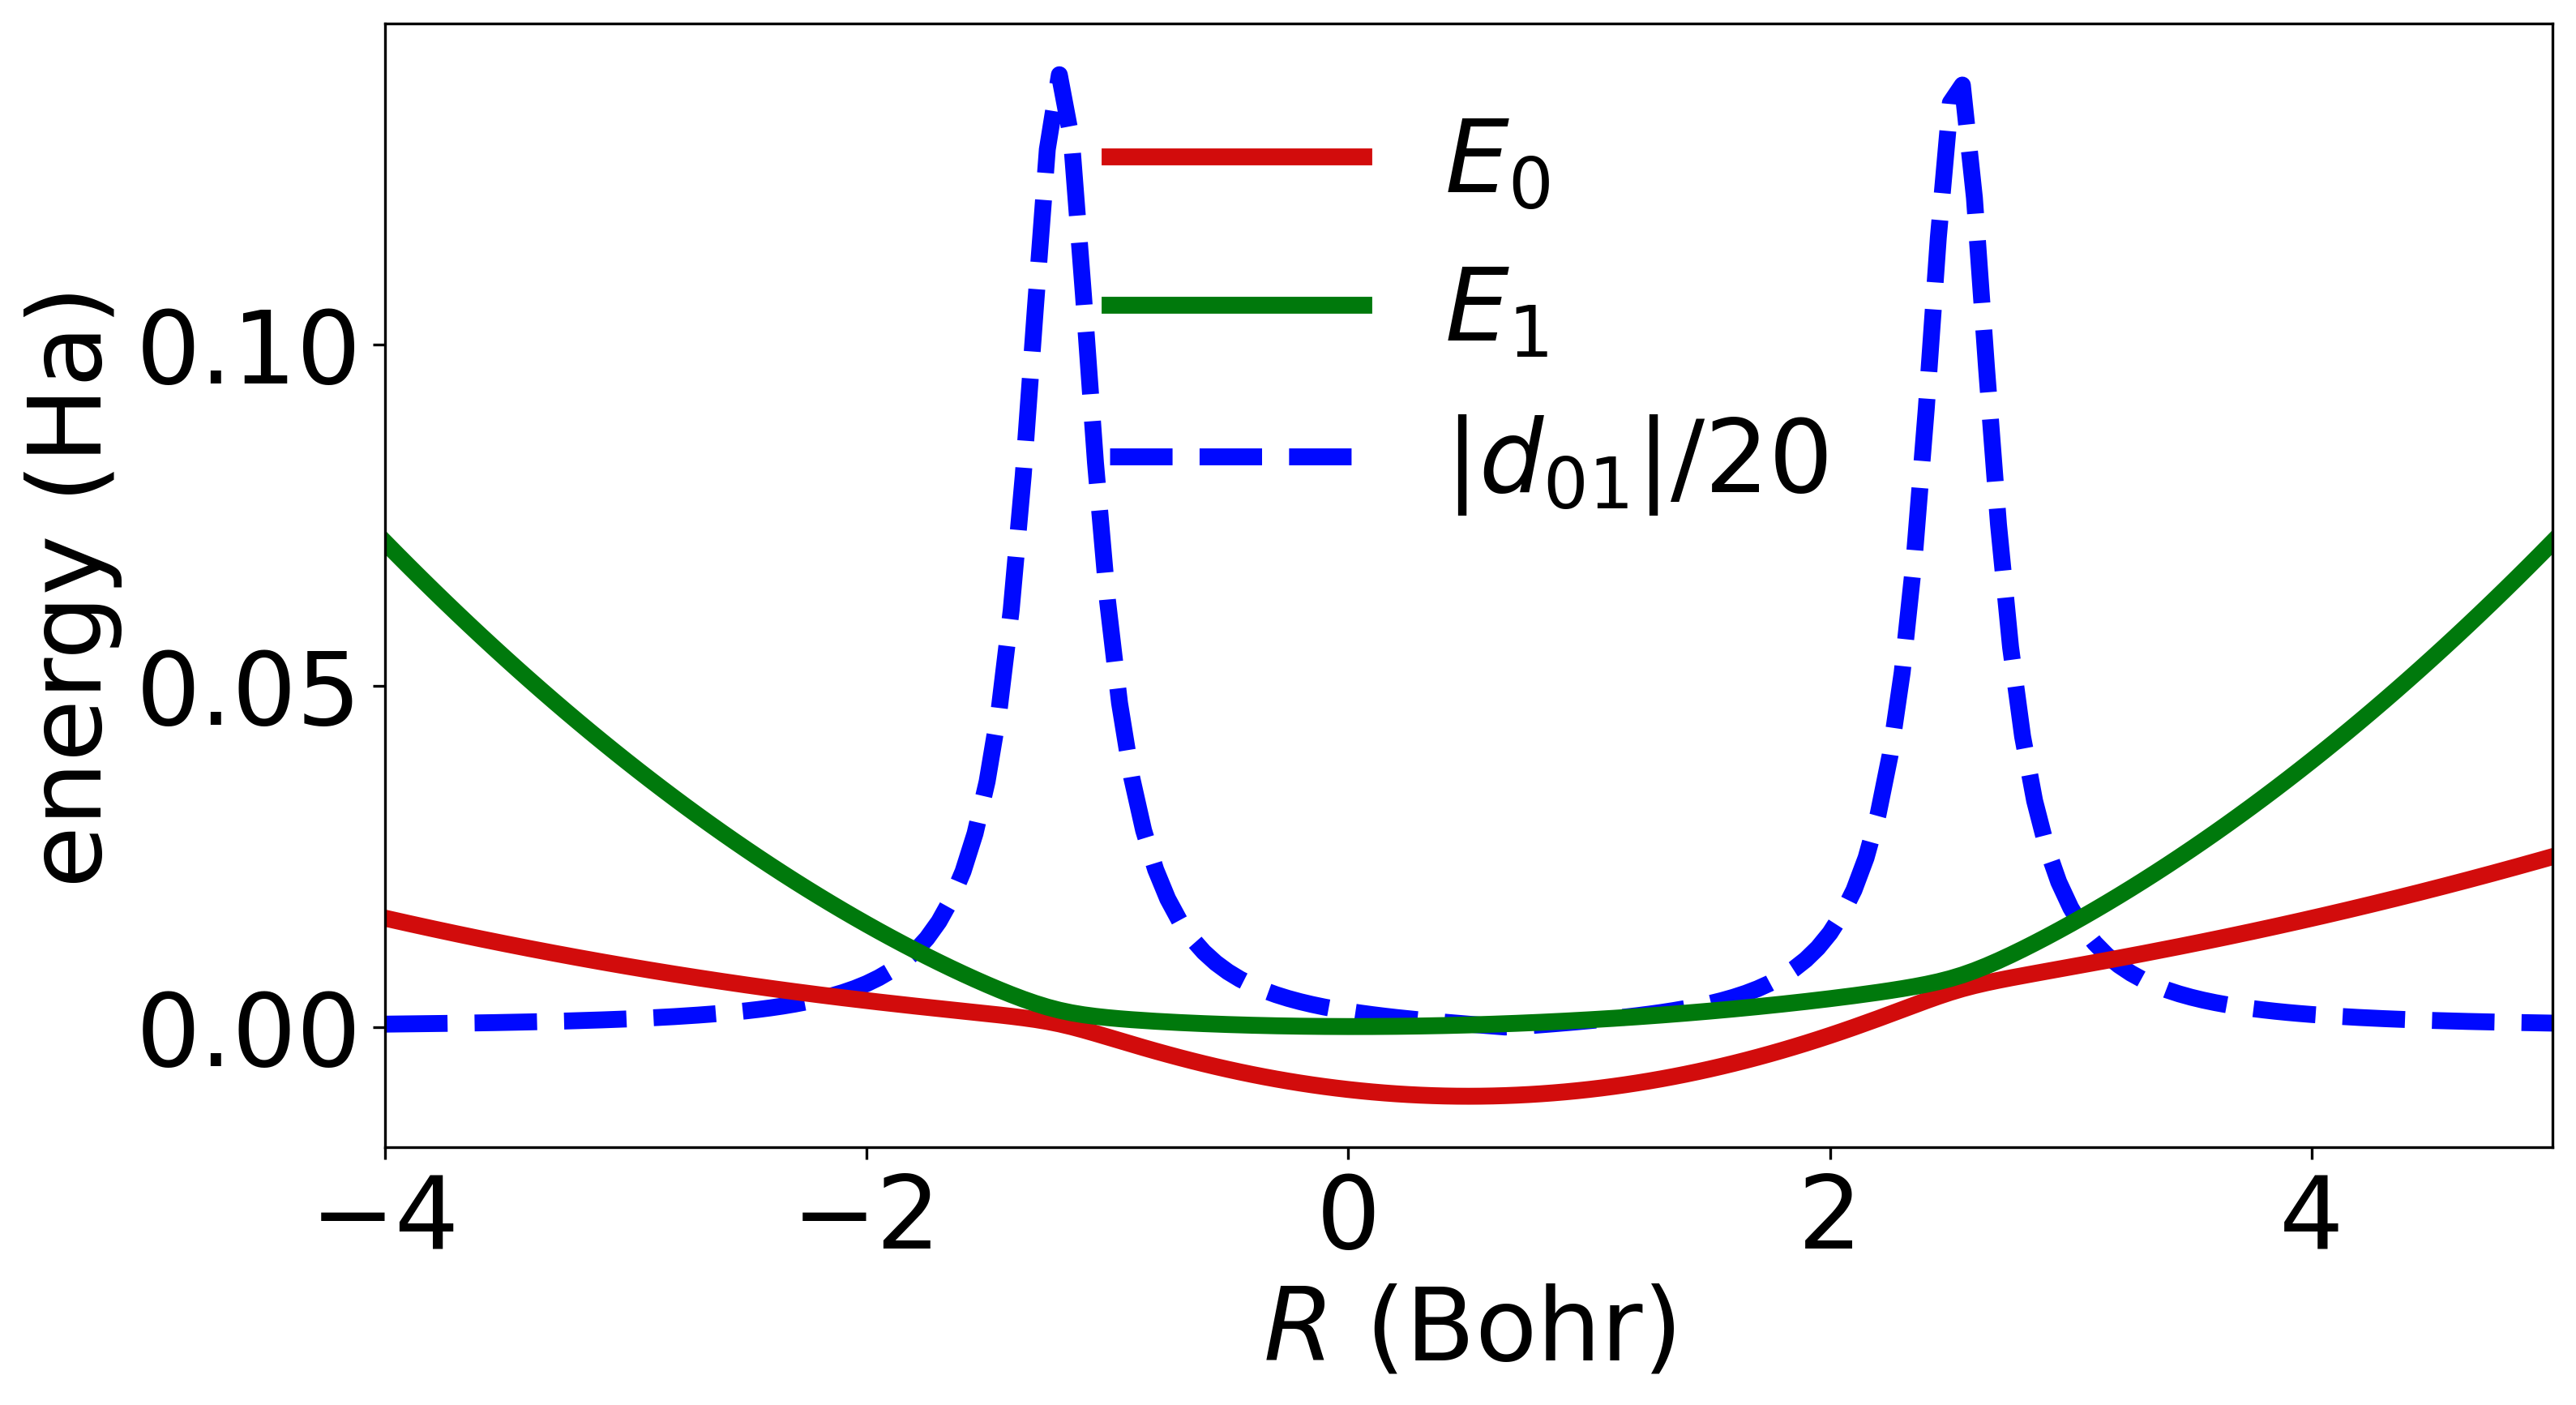 energy (Ha)
0.10
0.05
0.00
E₀
E₁
|d₀₁|/20
−4 −2 0 2 4
R (Bohr)